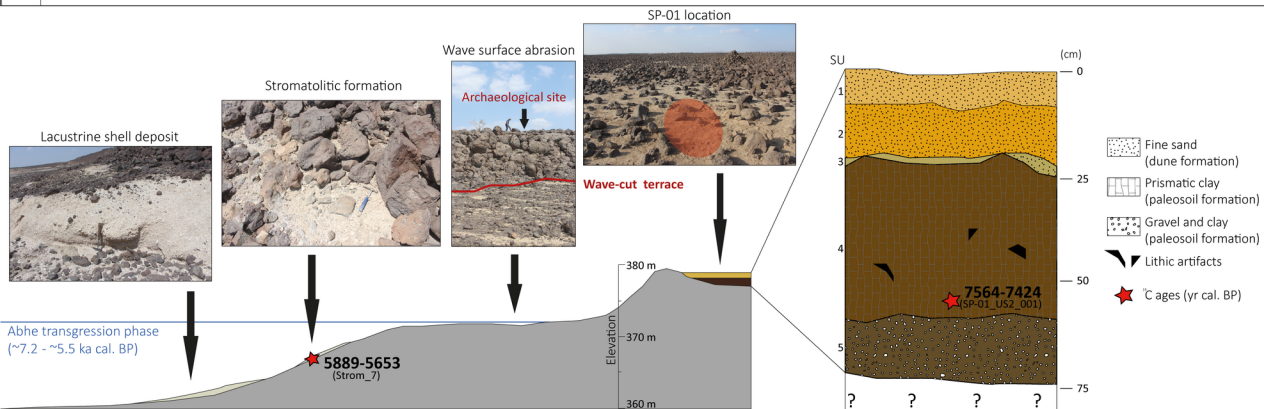 SP-01 location
Wave surface abrasion
Stromatolitic formation
Archaeological site
Lacustrine shell deposit
Wave-cut terrace
Abhe transgression phase
(~7.2 - ~5.5 ka cal. BP)
5889-5653
(Strom_7)
Elevation
380 m
370 m
360 m
SU
1
2
3
4
5
7564-7424
(SP-01_US2_001)
? ? ? ?
(cm)
0
25
50
75
Fine sand
(dune formation)
Prismatic clay
(paleosoil formation)
Gravel and clay
(paleosoil formation)
Lithic artifacts
C ages (yr cal. BP)